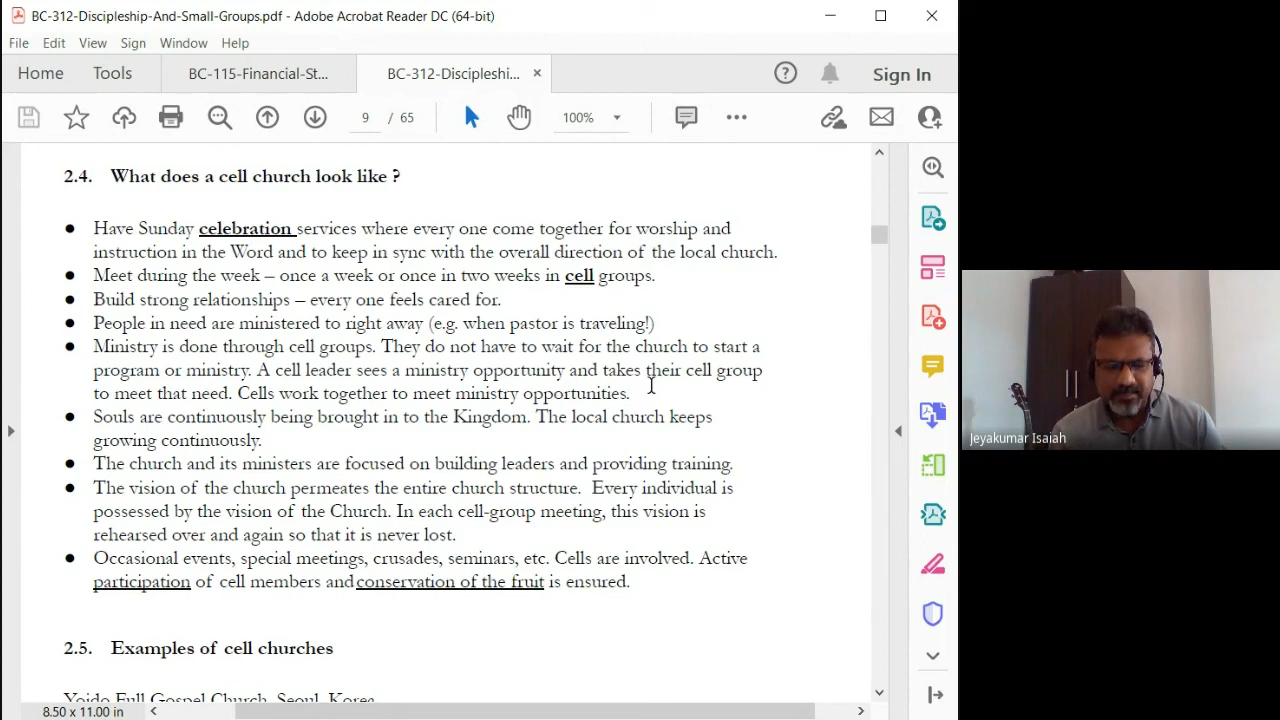 BC-312-Discipleship-And-Small-Groups.pdf - Adobe Acrobat Reader DC (64-bit)
File Edit View Sign Window Help
Home Tools BC-115-Financial-St... BC-312-Discipleshi... × Sign In
9 / 65 100%
2.4. What does a cell church look like ?
● Have Sunday celebration services where every one come together for worship and
instruction in the Word and to keep in sync with the overall direction of the local church.
● Meet during the week – once a week or once in two weeks in cell groups.
● Build strong relationships – every one feels cared for.
● People in need are ministered to right away (e.g. when pastor is traveling!)
● Ministry is done through cell groups. They do not have to wait for the church to start a
program or ministry. A cell leader sees a ministry opportunity and takes their cell group
to meet that need. Cells work together to meet ministry opportunities.
● Souls are continuously being brought in to the Kingdom. The local church keeps
growing continuously.
● The church and its ministers are focused on building leaders and providing training.
● The vision of the church permeates the entire church structure. Every individual is
possessed by the vision of the Church. In each cell-group meeting, this vision is
rehearsed over and again so that it is never lost.
● Occasional events, special meetings, crusades, seminars, etc. Cells are involved. Active
participation of cell members and conservation of the fruit is ensured.
2.5. Examples of cell churches
Yoido Full Gospel Church, Seoul, Korea
8.50 x 11.00 in
Jeyakumar Isaiah